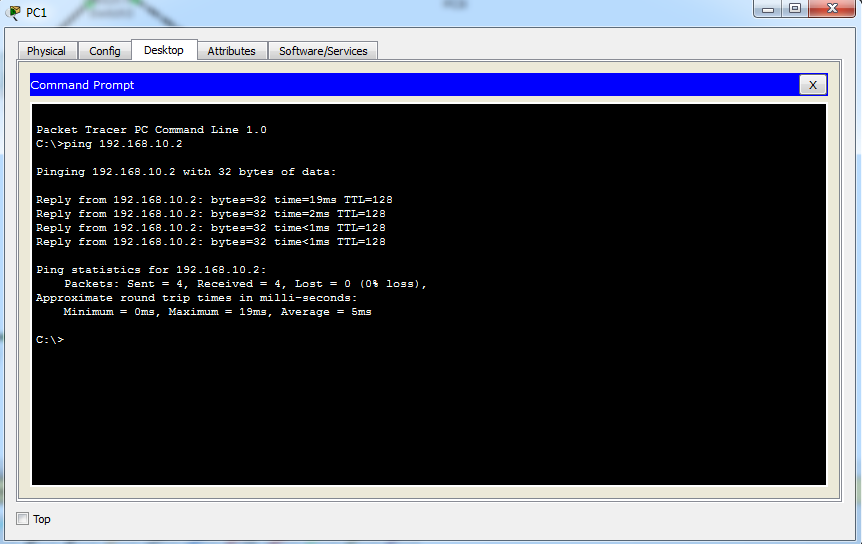 PC1
Physical
Config
Desktop
Attributes
Software/Services
Command Prompt
X
Packet Tracer PC Command Line 1.0
C:\>ping 192.168.10.2
Pinging 192.168.10.2 with 32 bytes of data:
Reply from 192.168.10.2: bytes=32 time=19ms TTL=128
Reply from 192.168.10.2: bytes=32 time=2ms TTL=128
Reply from 192.168.10.2: bytes=32 time<1ms TTL=128
Reply from 192.168.10.2: bytes=32 time<1ms TTL=128
Ping statistics for 192.168.10.2:
Packets: Sent = 4, Received = 4, Lost = 0 (0% loss),
Approximate round trip times in milli-seconds:
Minimum = 0ms, Maximum = 19ms, Average = 5ms
C:\>
Top